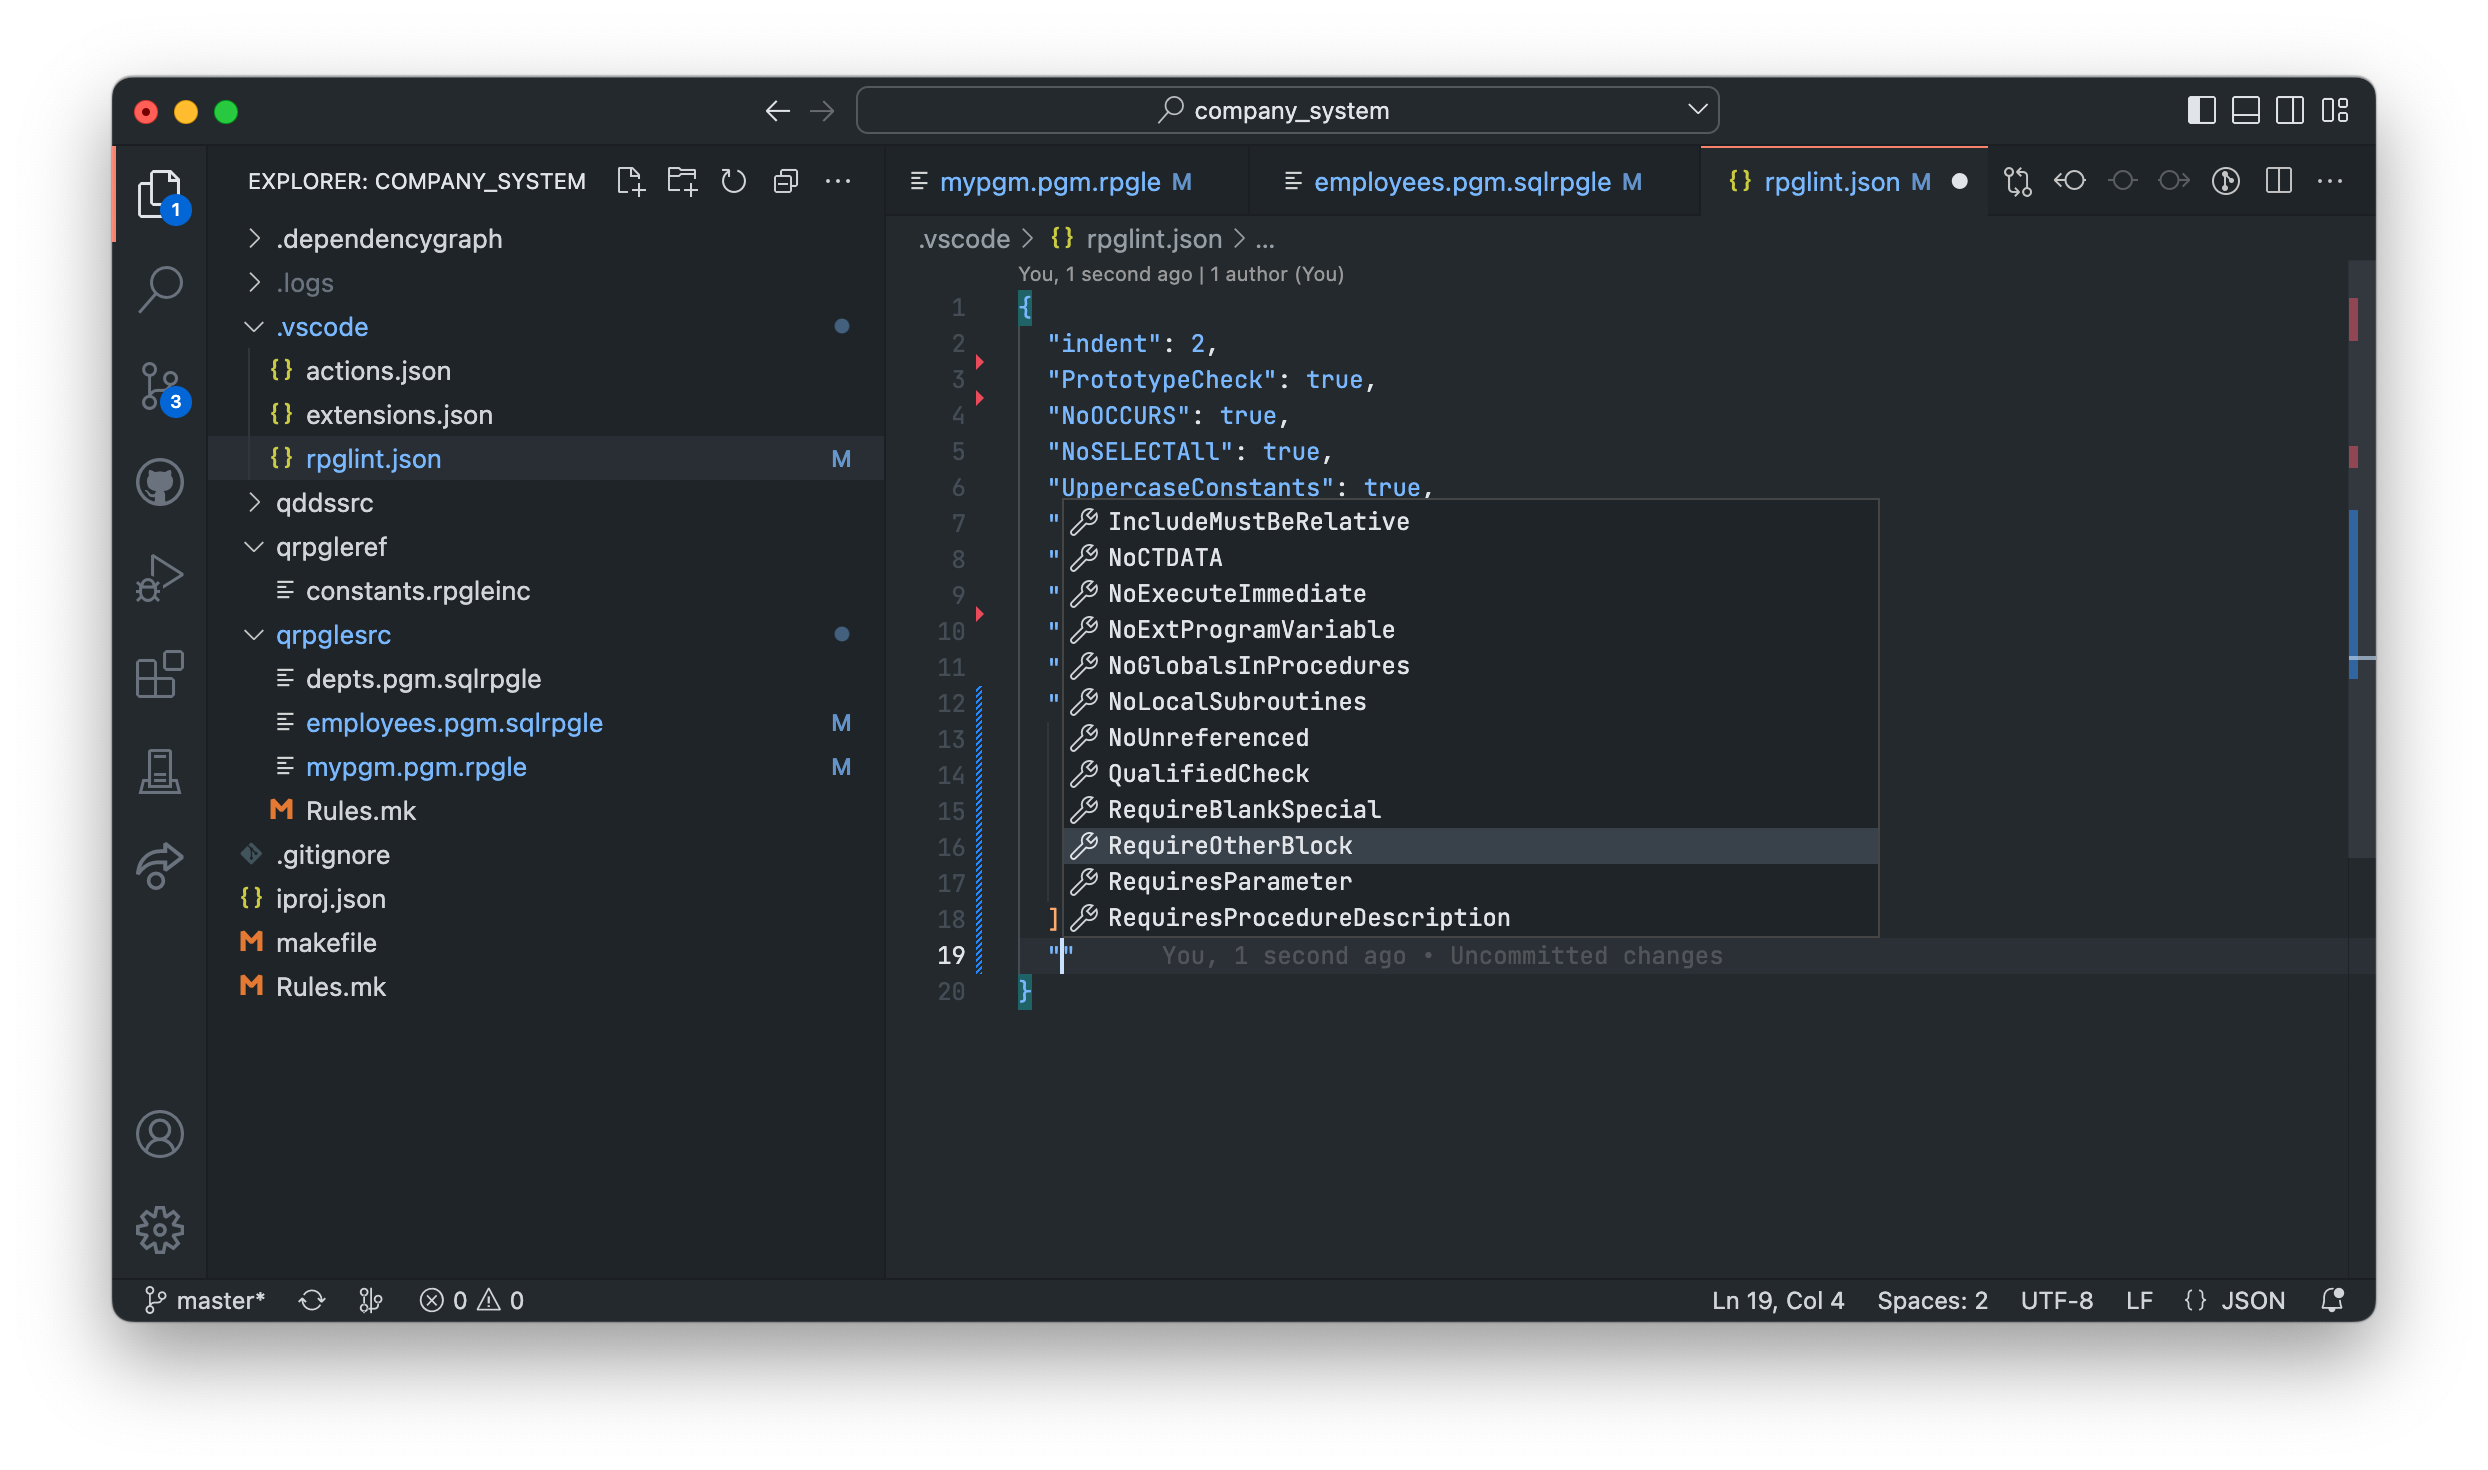 company_system
EXPLORER: COMPANY_SYSTEM
1
3
.dependencygraph
.logs
.vscode
{} actions.json
{} extensions.json
{} rpglint.json M
qddssrc
qrpgleref
constants.rpgleinc
qrpglesrc
depts.pgm.sqlrpgle
employees.pgm.sqlrpgle M
mypgm.pgm.rpgle M
M Rules.mk
.gitignore
{} iproj.json
M makefile
M Rules.mk
mypgm.pgm.rpgle M
employees.pgm.sqlrpgle M
{} rpglint.json M
.vscode > {} rpglint.json > ...
You, 1 second ago | 1 author (You)
1 {
2 "indent": 2,
3 "PrototypeCheck": true,
4 "NoOCCURS": true,
5 "NoSELECTAll": true,
6 "UppercaseConstants": true,
7 "
8 "
9 "
10 "
11 "
12 "
13
14
15
16
17
18 ]
19 "" You, 1 second ago • Uncommitted changes
20 }
IncludeMustBeRelative
NoCTDATA
NoExecuteImmediate
NoExtProgramVariable
NoGlobalsInProcedures
NoLocalSubroutines
NoUnreferenced
QualifiedCheck
RequireBlankSpecial
RequireOtherBlock
RequiresParameter
RequiresProcedureDescription
master* 0 0
Ln 19, Col 4 Spaces: 2 UTF-8 LF {} JSON